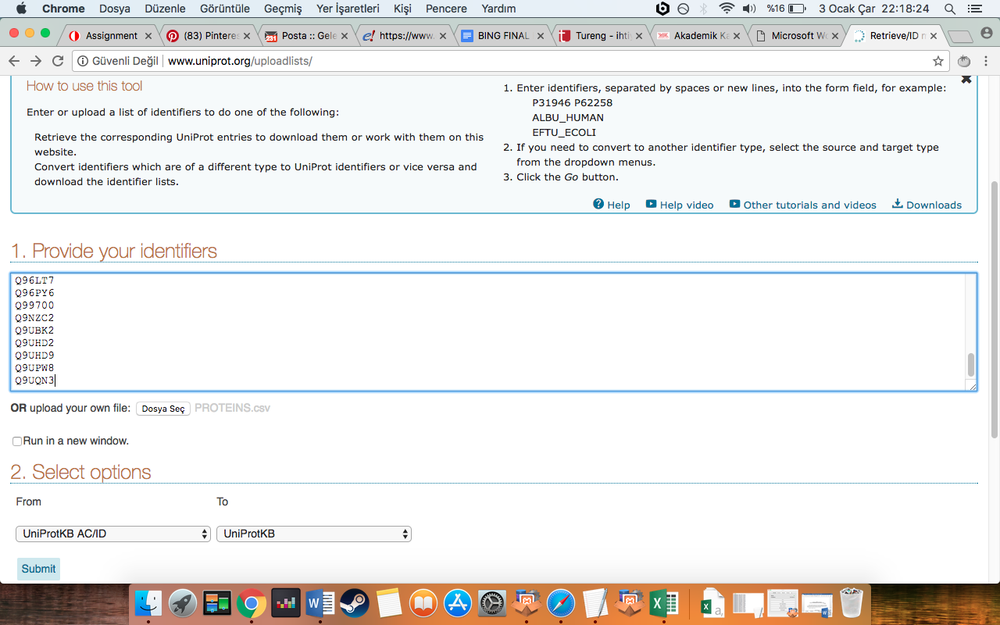 Chrome Dosya Düzenle Görüntüle Geçmiş Yer İşaretleri Kişi Pencere Yardım %16 3 Ocak Çar 22:18:24
Assignment (83) Pinteres Posta :: Gele https://www. BING FINAL Tureng - ihti Akademik Ka Microsoft Wo Retrieve/ID m
Güvenli Değil www.uniprot.org/uploadlists/
How to use this tool
Enter or upload a list of identifiers to do one of the following:
Retrieve the corresponding UniProt entries to download them or work with them on this
website.
Convert identifiers which are of a different type to UniProt identifiers or vice versa and
download the identifier lists.
1. Enter identifiers, separated by spaces or new lines, into the form field, for example:
P31946 P62258
ALBU_HUMAN
EFTU_ECOLI
2. If you need to convert to another identifier type, select the source and target type
from the dropdown menus.
3. Click the Go button.
Help Help video Other tutorials and videos Downloads
1. Provide your identifiers
Q96LT7
Q96PY6
Q99700
Q9NZC2
Q9UBK2
Q9UHD2
Q9UHD9
Q9UPW8
Q9UQN3
OR upload your own file: Dosya Seç PROTEINS.csv
Run in a new window.
2. Select options
From To
UniProtKB AC/ID UniProtKB
Submit